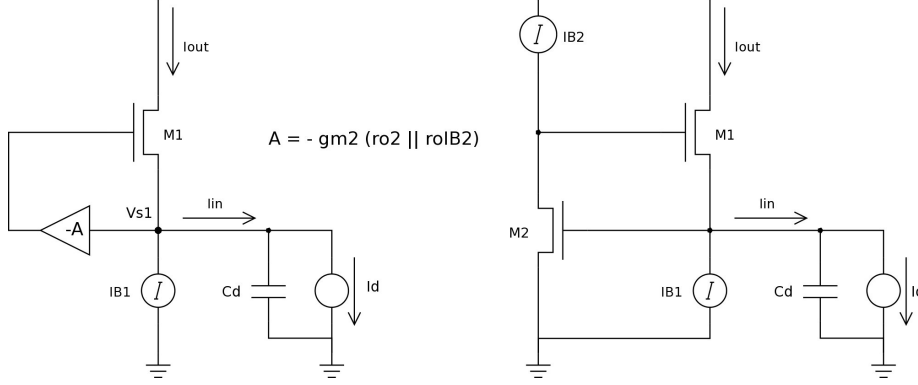 Iout
M1
Vs1
Iin
-A
IB1
I
Cd
Id
A = - gm2 (ro2 || roIB2)
I
IB2
Iout
M1
M2
Iin
IB1
I
Cd